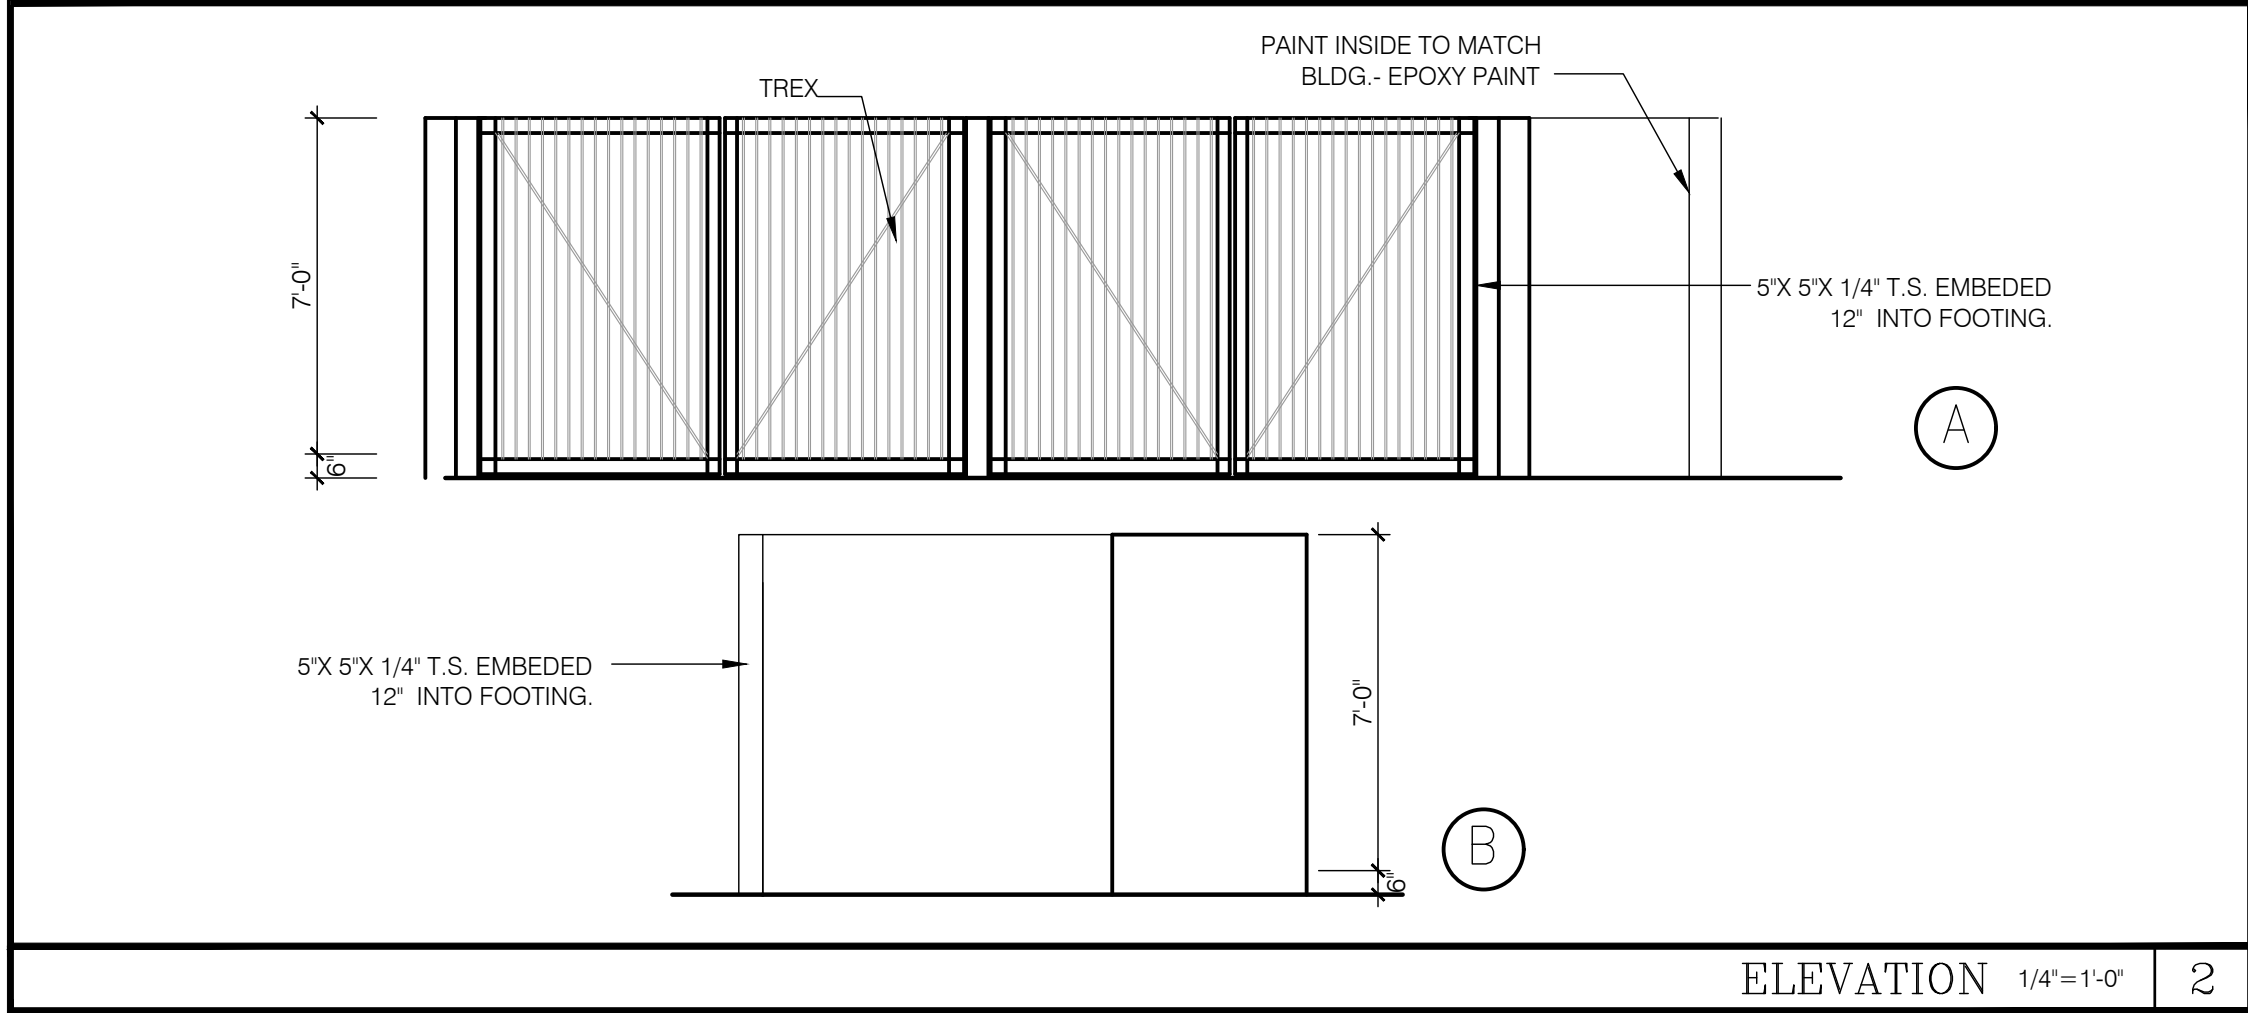 PAINT INSIDE TO MATCH
BLDG.- EPOXY PAINT
TREX
7'-0"
6"
5"X 5"X 1/4" T.S. EMBEDED
12" INTO FOOTING.
A
5"X 5"X 1/4" T.S. EMBEDED
12" INTO FOOTING.
7'-0"
6"
B
ELEVATION 1/4"=1'-0" 2